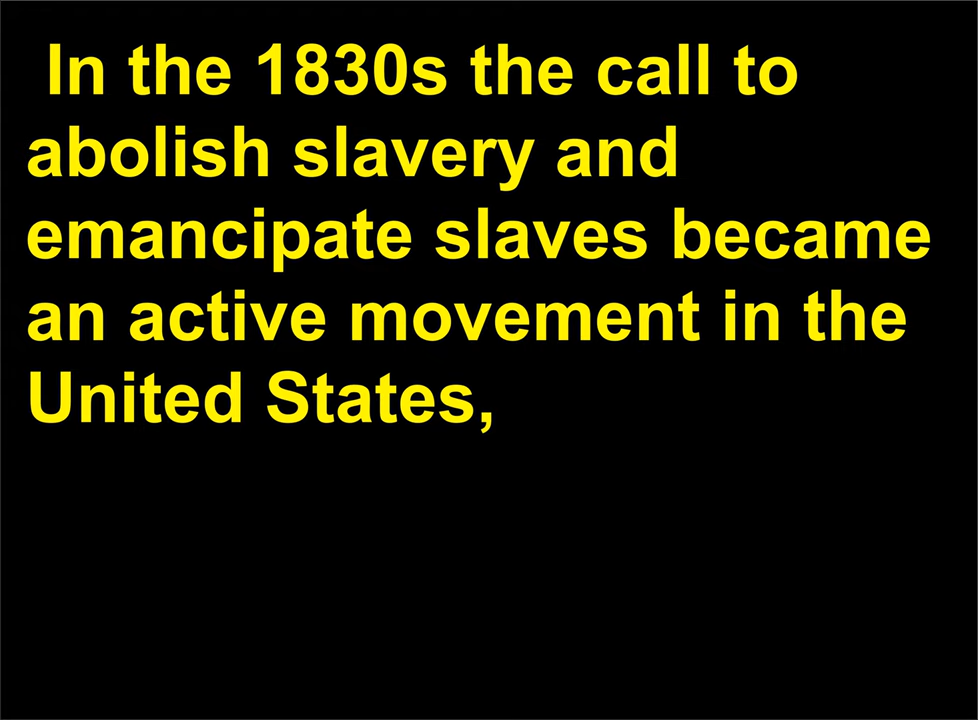 In the 1830s the call to
abolish slavery and
emancipate slaves became
an active movement in the
United States,